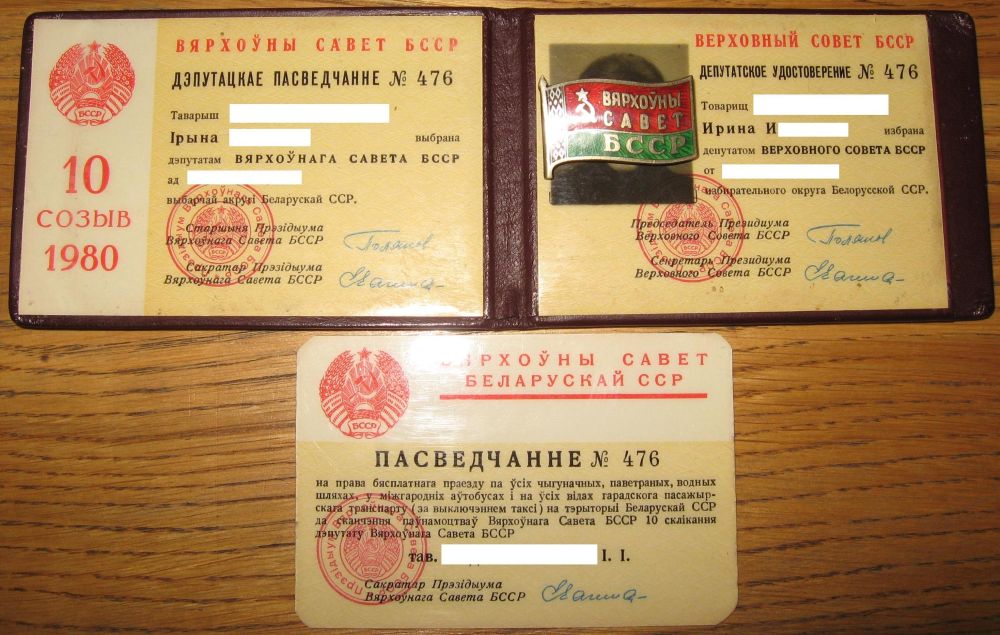 БССР
10
СОЗЫВ
1980
ВЯРХОЎНЫ САВЕТ БССР
ДЭПУТАЦКАЕ ПАСВЕДЧАННЕ № 476
Таварыш
Ірына
выбрана
дэпутатам ВЯРХОЎНАГА САВЕТА БССР
ад
выбарчай акругі Беларускай ССР.
Старшыня Прэзідыума
Вярхоўнага Савета БССР
Сакратар Прэзідыума
Вярхоўнага Савета БССР
ВЯРХОЎНЫ
САВЕТ
БССР
ВЕРХОВНЫЙ СОВЕТ БССР
ДЕПУТАТСКОЕ УДОСТОВЕРЕНИЕ № 476
Товарищ
Ирина И
избрана
депутатом ВЕРХОВНОГО СОВЕТА БССР
от
избирательного округа Белорусской ССР.
Председатель Президиума
Верховного Совета БССР
Секретарь Президиума
Верховного Совета БССР
БССР
ВЯРХОЎНЫ САВЕТ
БЕЛАРУСКАЙ ССР
ПАСВЕДЧАННЕ № 476
на права бясплатнага праезду па ўсіх чыгуначных, паветраных, водных
шляхах, у міжгародніх аўтобусах і на ўсіх відах гарадскога пасажыр-
скага транспарту (за выключэннем таксі) на тэрыторыі Беларускай ССР
да сканчэння паўнамоцтваў Вярхоўнага Савета БССР 10 склікання
дэпутату Вярхоўнага Савета БССР
тав.
І. І.
Сакратар Прэзідыума
Вярхоўнага Савета БССР